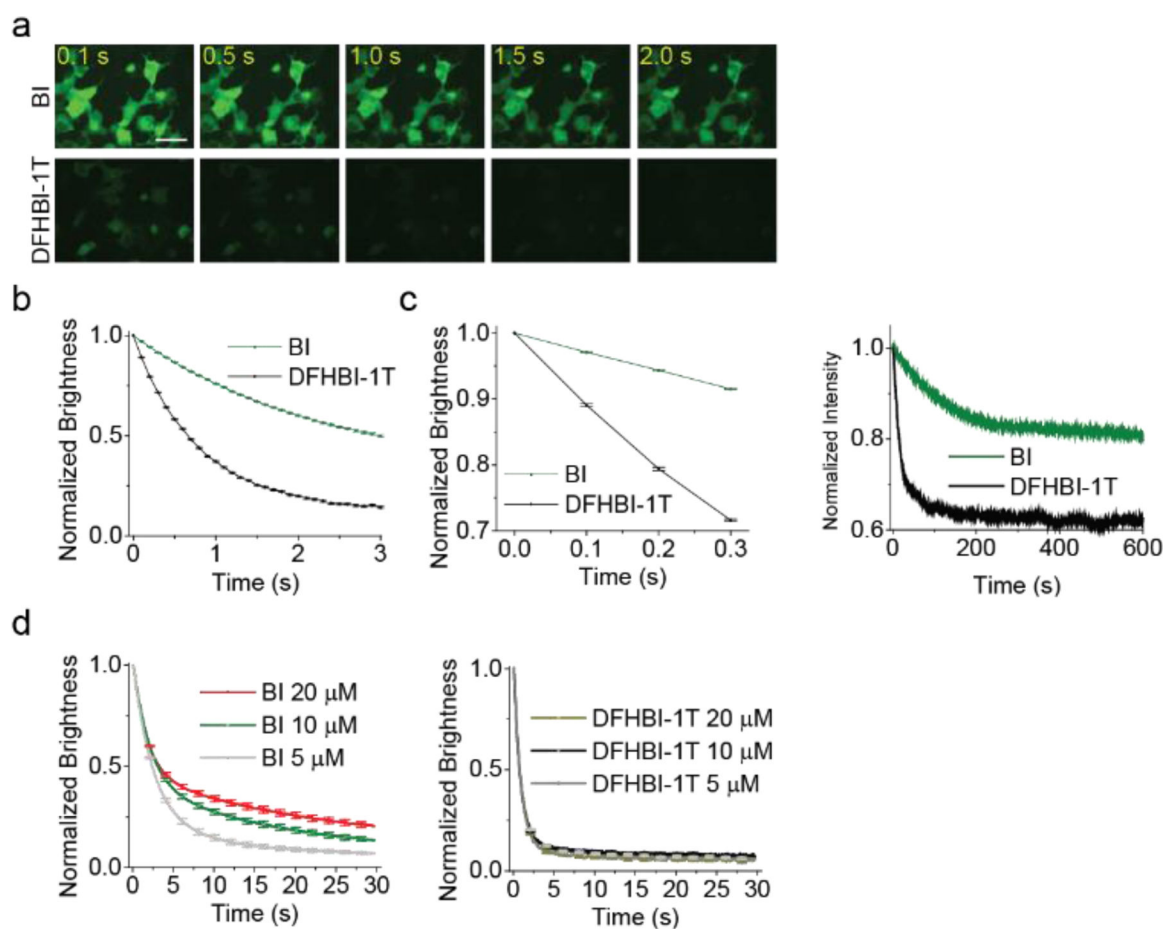 a
0.1 s 0.5 s 1.0 s 1.5 s 2.0 s
BI
DFHBI-1T
b
Normalized Brightness
1.0
0.5
0.0
BI
DFHBI-1T
0 1 2 3
Time (s)
c
Normalized Brightness
1.0
0.9
0.8
0.7
BI
DFHBI-1T
0.0 0.1 0.2 0.3
Time (s)
Normalized Intensity
1.0
0.8
0.6
BI
DFHBI-1T
0 200 400 600
Time (s)
d
Normalized Brightness
1.0
0.5
0.0
BI 20 μM
BI 10 μM
BI 5 μM
0 5 10 15 20 25 30
Time (s)
Normalized Brightness
1.0
0.5
0.0
DFHBI-1T 20 μM
DFHBI-1T 10 μM
DFHBI-1T 5 μM
0 5 10 15 20 25 30
Time (s)